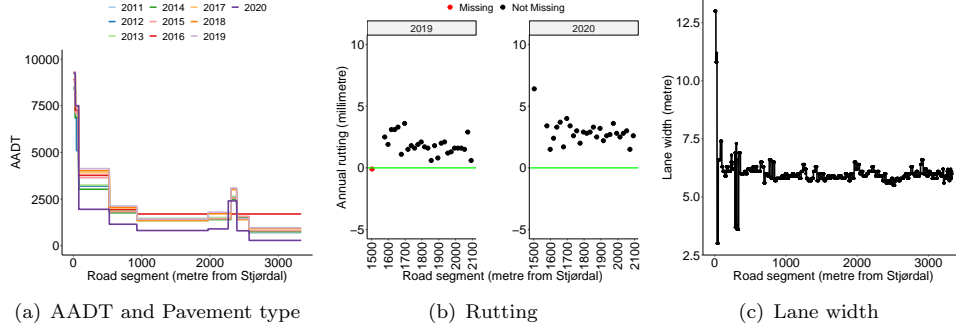 2011 2014 2017 2020
2012 2015 2018
2013 2016 2019
AADT
10000
7500
5000
2500
0
0 1000 2000 3000
Road segment (metre from Stjørdal)
(a) AADT and Pavement type
Missing Not Missing
2019 2020
Annual rutting (milimetre)
10
5
0
−5
1500 1600 1700 1800 1900 2000 2100 1500 1600 1700 1800 1900 2000 2100
Road segment (metre from Stjørdal)
(b) Rutting
Lane width (metre)
12.5
10.0
7.5
5.0
2.5
0 1000 2000 3000
Road segment (metre from Stjørdal)
(c) Lane width